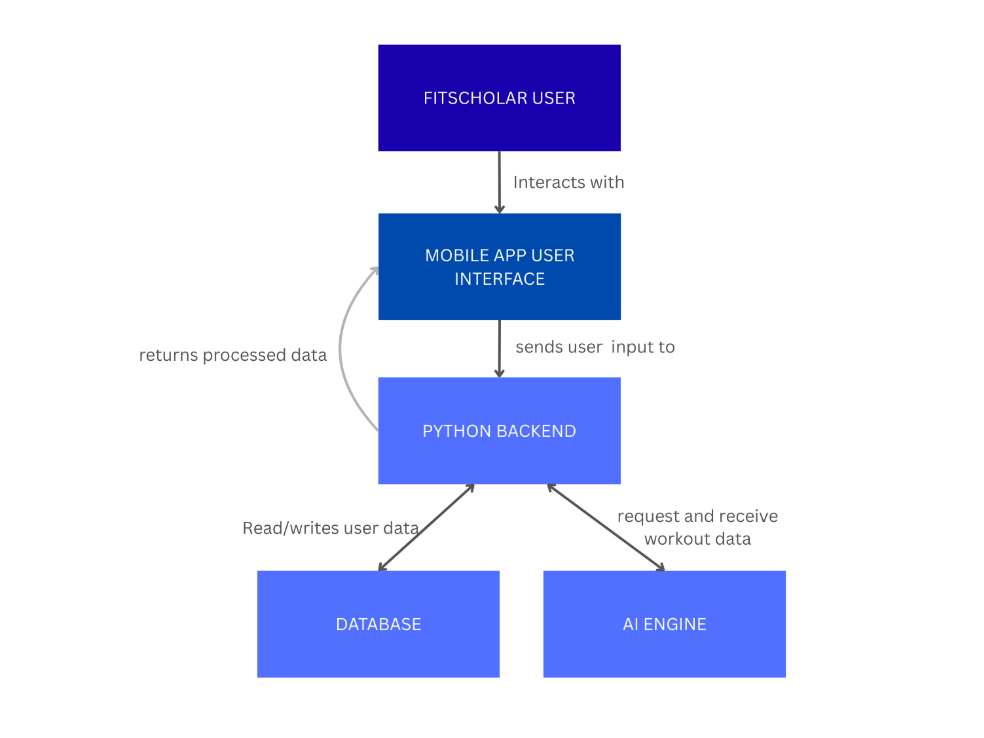 FITSCHOLAR USER
Interacts with
MOBILE APP USER
INTERFACE
sends user  input to
returns processed data
PYTHON BACKEND
Read/writes user data
request and receive
workout data
DATABASE
AI ENGINE